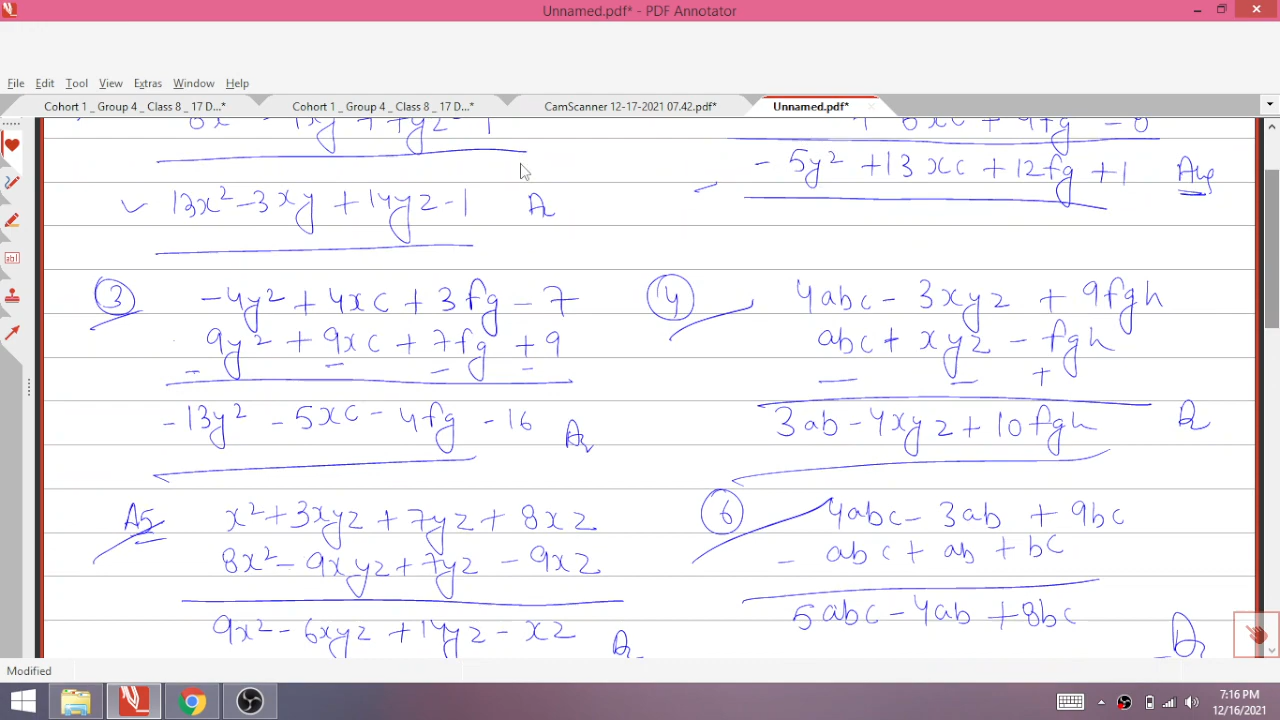 Unnamed.pdf* - PDF Annotator
File Edit Tool View Extras Window Help
Cohort 1 _ Group 4 _ Class 8 _ 17 D...* Cohort 1 _ Group 4 _ Class 8 _ 17 D...* CamScanner 12-17-2021 07.42.pdf* Unnamed.pdf*
- 5y² + 13xc + 12fg + 1 Ans
13x² - 3xy + 14yz - 1 A
③ -4y² + 4xc + 3fg - 7
9y² + 9xc + 7fg + 9
- - - -
-13y² - 5xc - 4fg - 16 A
④ 4abc - 3xyz + 9fgh
abc + xyz - fgh
- - +
3ab - 4xyz + 10fgh A
A5 x² + 3xyz + 7yz + 8xz
8x² - 9xyz + 7yz - 9xz
9x² - 6xyz + 14yz - xz A
⑥ 4abc - 3ab + 9bc
- abc + ab + bc
5abc - 4ab + 8bc A
Modified
7:16 PM
12/16/2021